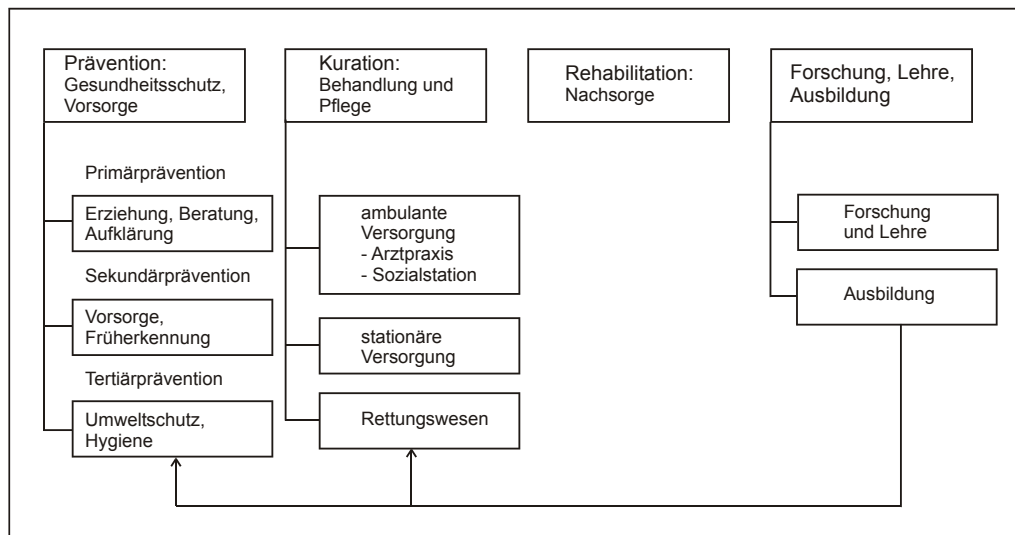 Prävention:
Gesundheitsschutz,
Vorsorge
Primärprävention
Erziehung, Beratung,
Aufklärung
Sekundärprävention
Vorsorge,
Früherkennung
Tertiärprävention
Umweltschutz,
Hygiene
Kuration:
Behandlung und
Pflege
ambulante
Versorgung
- Arztpraxis
- Sozialstation
stationäre
Versorgung
Rettungswesen
Rehabilitation:
Nachsorge
Forschung, Lehre,
Ausbildung
Forschung
und Lehre
Ausbildung